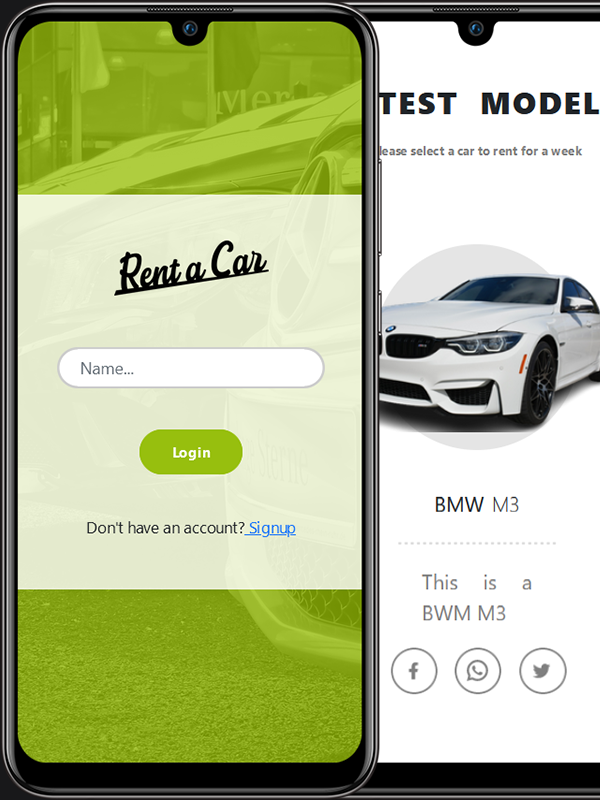 Rent a Car
Name...
Login
Don't have an account? Signup
TEST MODEL
lease select a car to rent for a week
BMW M3
This is a
BWM M3